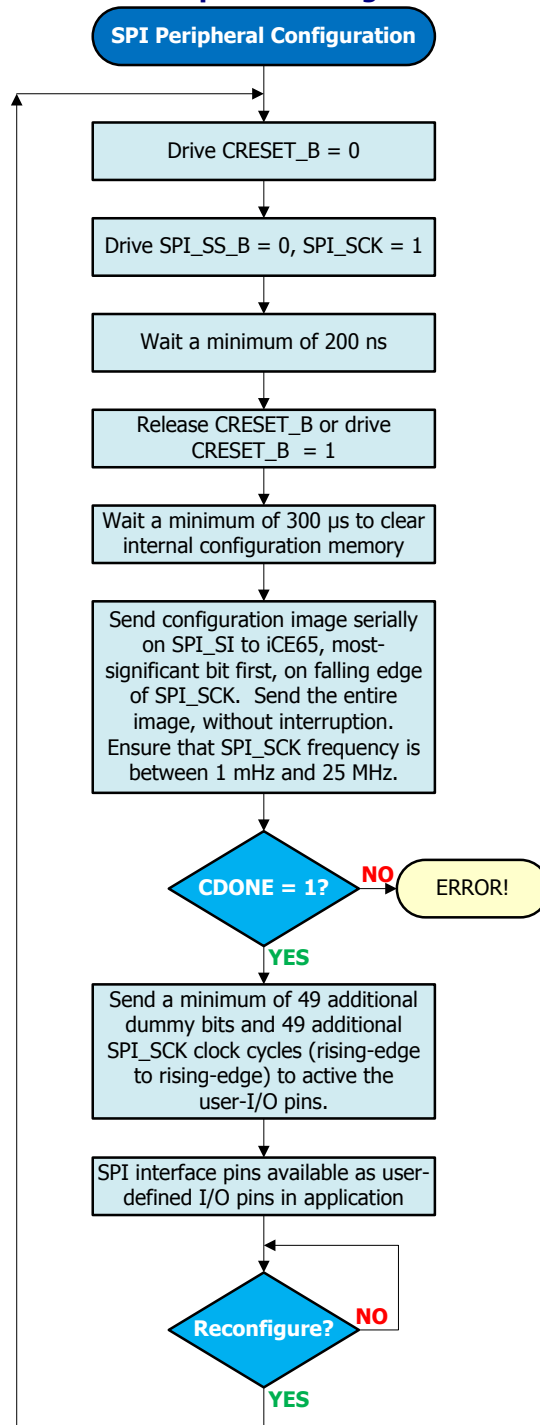 SPI Peripheral Configuration
Drive CRESET_B = 0
Drive SPI_SS_B = 0, SPI_SCK = 1
Wait a minimum of 200 ns
Release CRESET_B or drive
CRESET_B = 1
Wait a minimum of 300 µs to clear
internal configuration memory
Send configuration image serially
on SPI_SI to iCE65, most-
significant bit first, on falling edge
of SPI_SCK. Send the entire
image, without interruption.
Ensure that SPI_SCK frequency is
between 1 mHz and 25 MHz.
CDONE = 1?
NO
ERROR!
YES
Send a minimum of 49 additional
dummy bits and 49 additional
SPI_SCK clock cycles (rising-edge
to rising-edge) to active the
user-I/O pins.
SPI interface pins available as user-
defined I/O pins in application
Reconfigure?
NO
YES